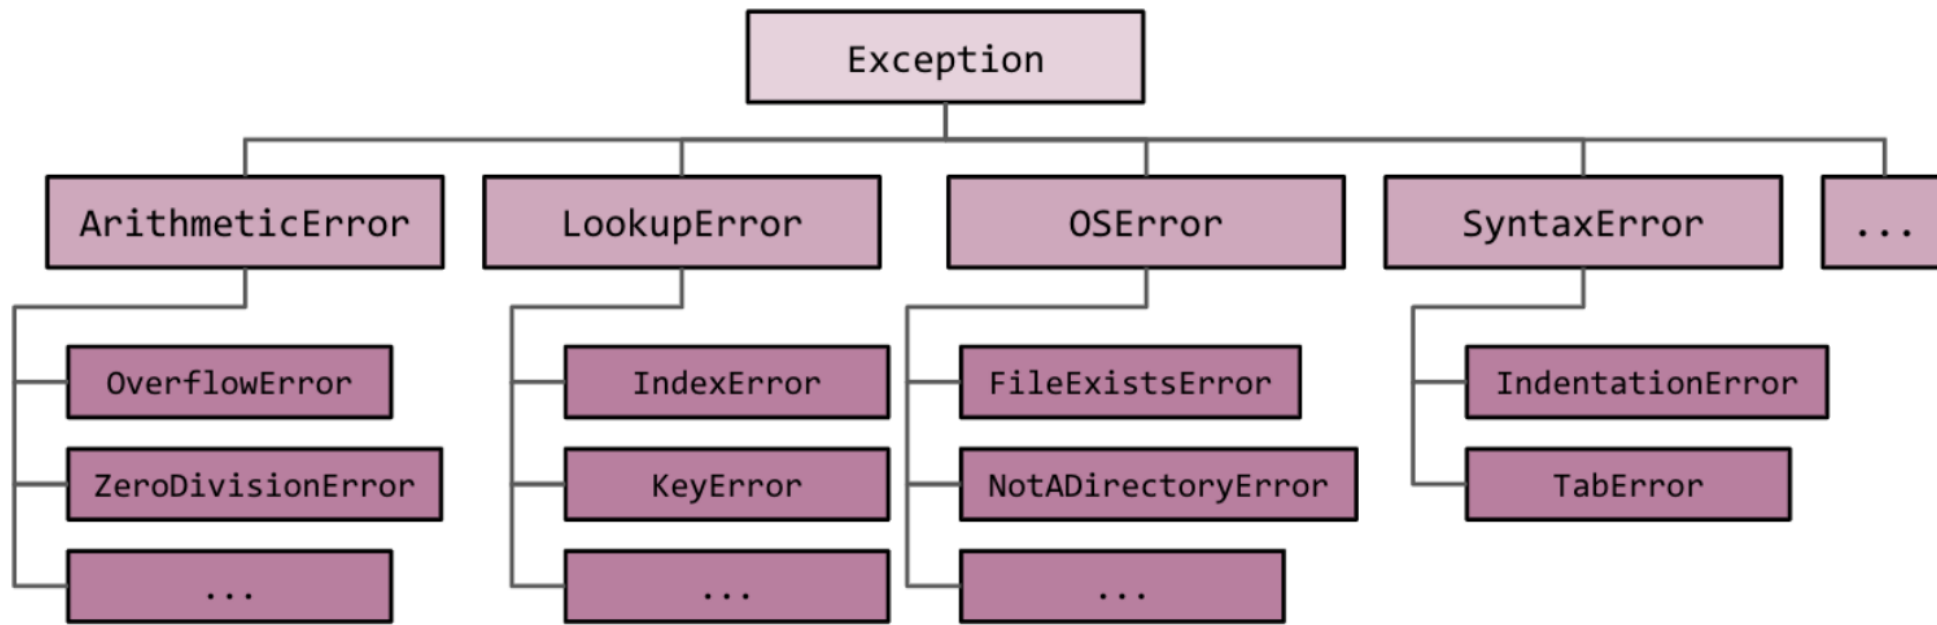 Exception
ArithmeticError
LookupError
OSError
SyntaxError
...
OverflowError
IndexError
FileExistsError
IndentationError
ZeroDivisionError
KeyError
NotADirectoryError
TabError
...
...
...